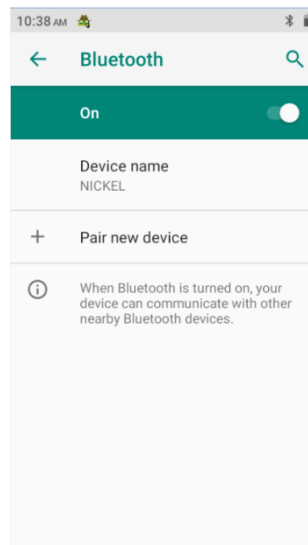 10:38 AM
Bluetooth
On
Device name
NICKEL
Pair new device
When Bluetooth is turned on, your
device can communicate with other
nearby Bluetooth devices.